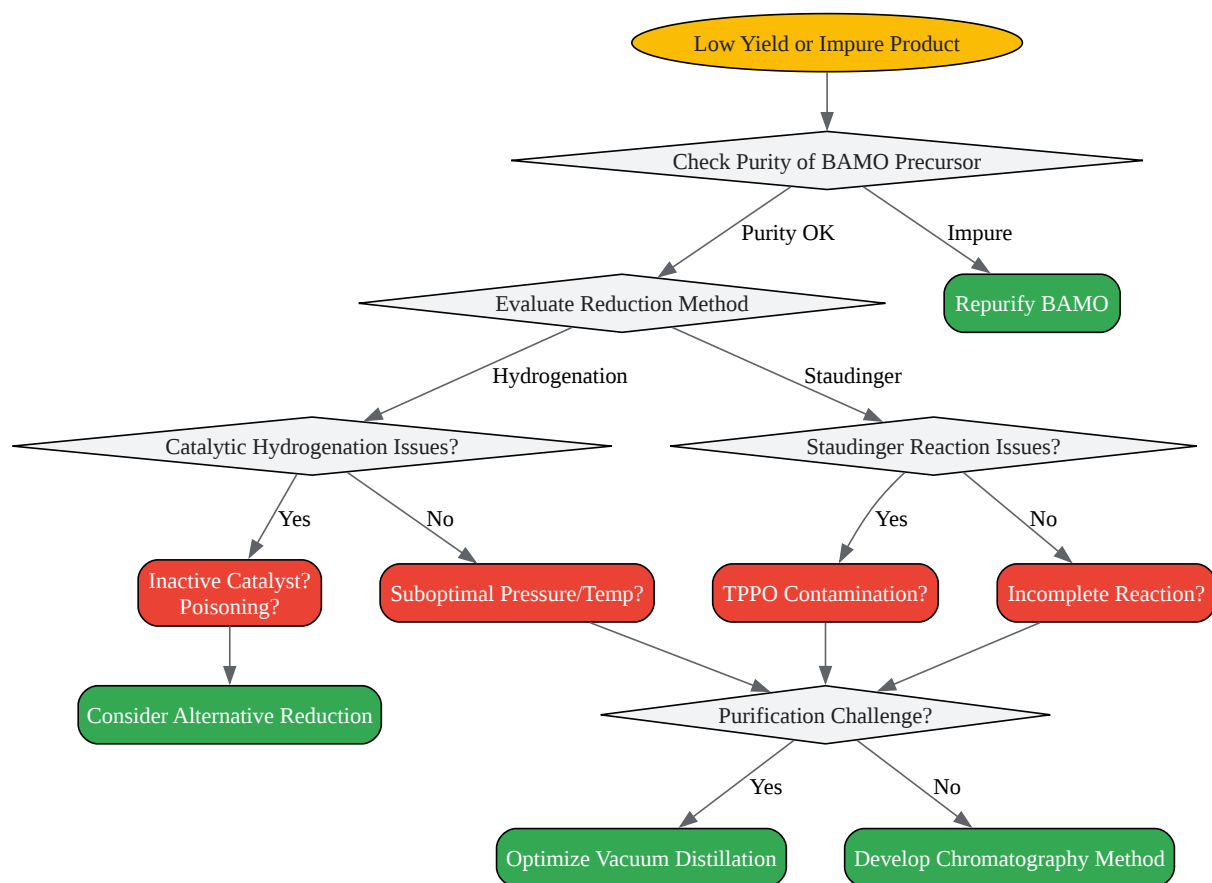 Low Yield or Impure Product
Check Purity of BAMO Precursor
Purity OK
Impure
Evaluate Reduction Method
Repurify BAMO
Hydrogenation
Staudinger
Catalytic Hydrogenation Issues?
Staudinger Reaction Issues?
Yes
No
Yes
No
Inactive Catalyst?
Poisoning?
Suboptimal Pressure/Temp?
TPPO Contamination?
Incomplete Reaction?
Consider Alternative Reduction
Purification Challenge?
Yes
No
Optimize Vacuum Distillation
Develop Chromatography Method